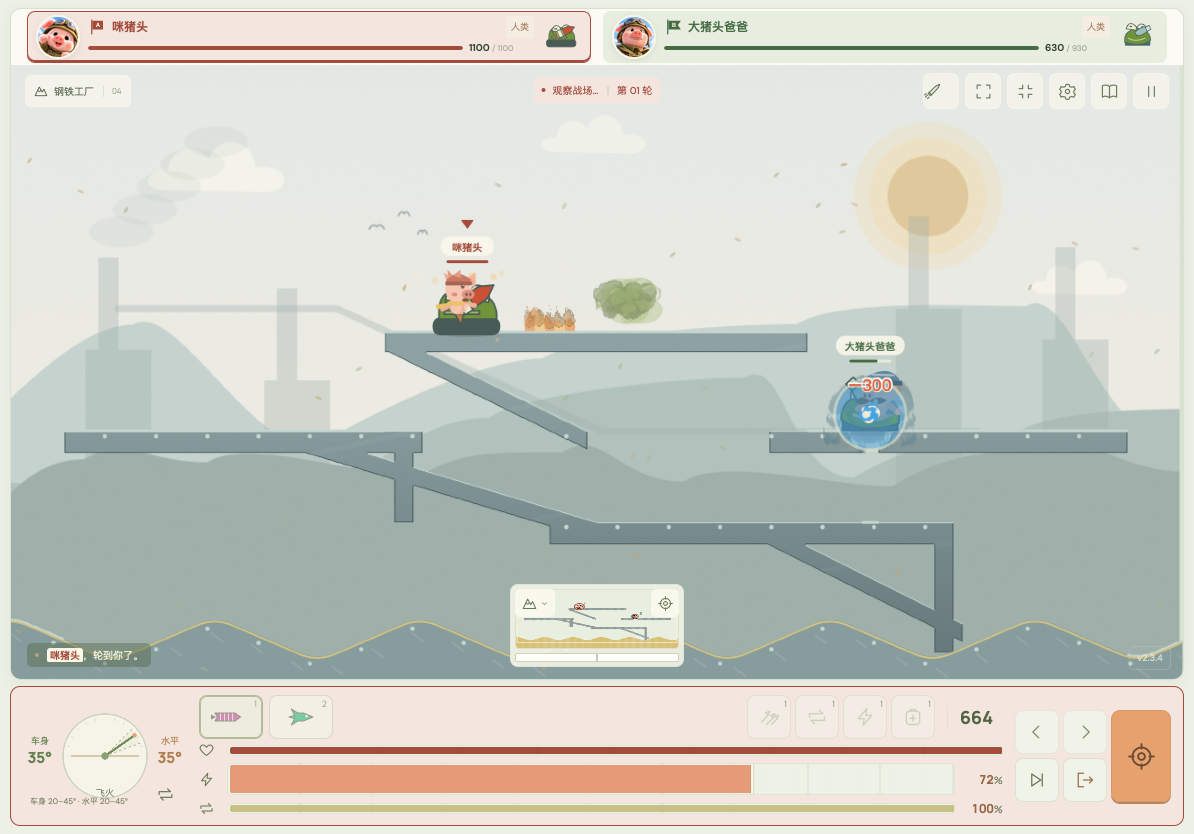 咪猪头
人类
1100 / 1100
大猪头爸爸
人类
630 / 930
钢铁工厂 04
观察战场... 第 01 轮
咪猪头
大猪头爸爸
-300
咪猪头，轮到你了。
v2.3.4
1
2
1
1
1
1
664
车身
35°
水平
35°
飞火
车身 20-45° · 水平 20-45°
72%
100%